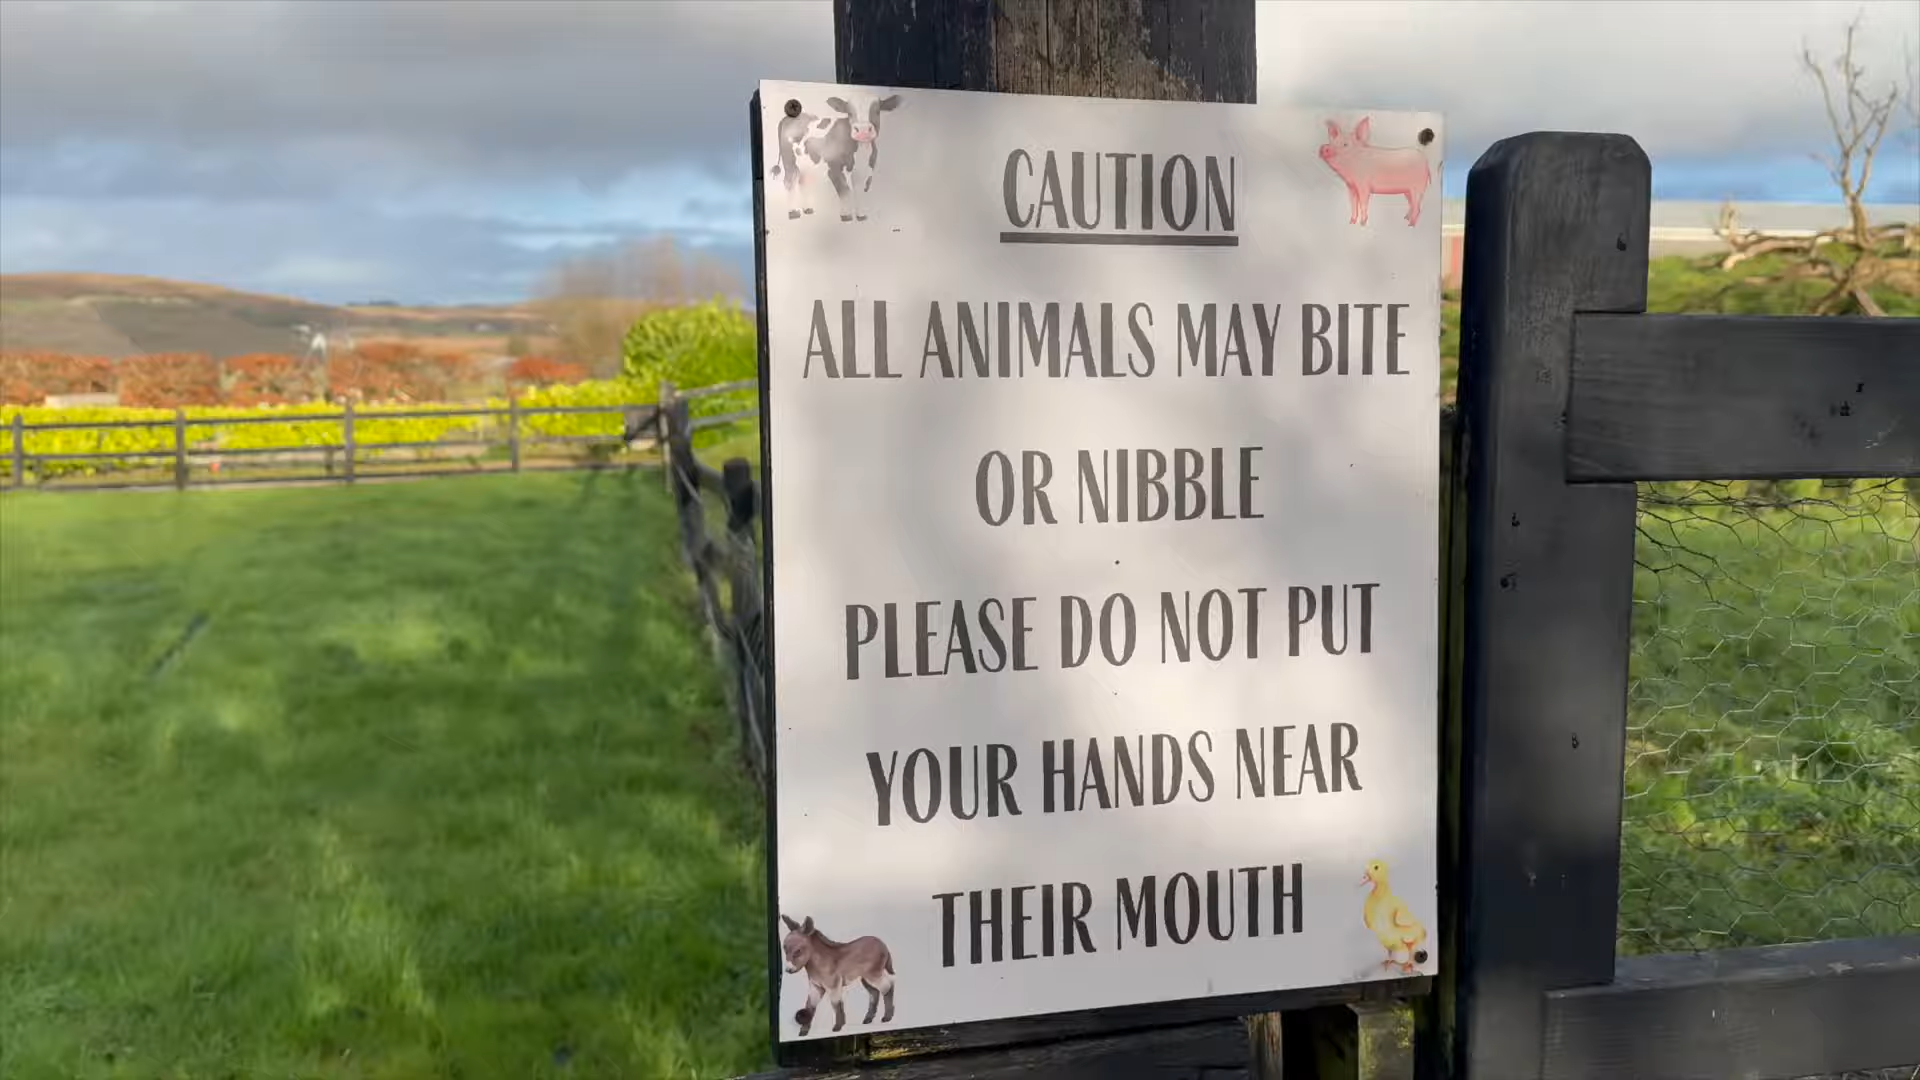 CAUTION
ALL ANIMALS MAY BITE
OR NIBBLE
PLEASE DO NOT PUT
YOUR HANDS NEAR
THEIR MOUTH